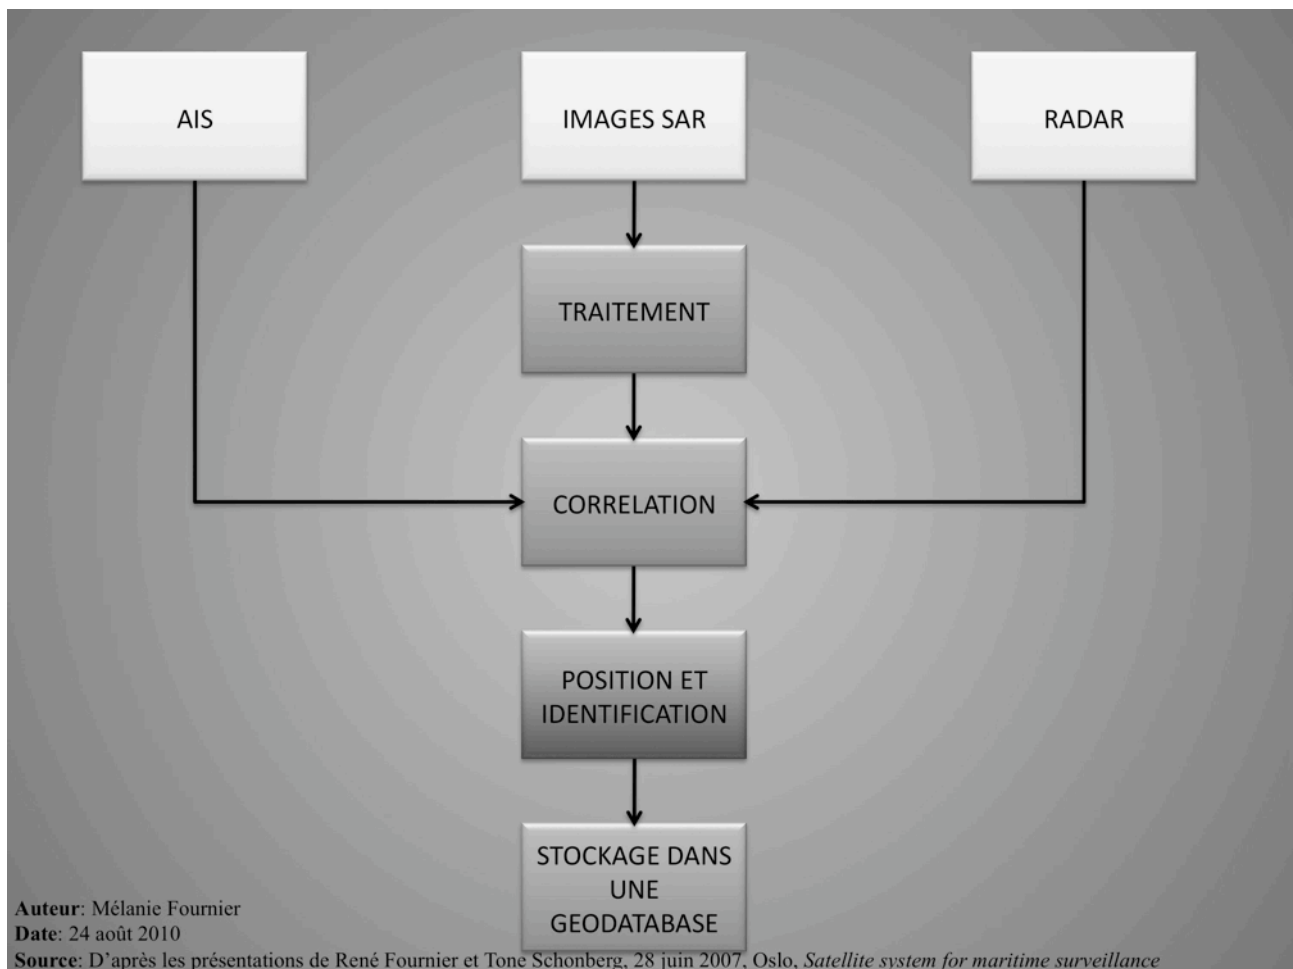 AIS
IMAGES SAR
RADAR
TRAITEMENT
CORRELATION
POSITION ET
IDENTIFICATION
STOCKAGE DANS
UNE
GEODATABASE
Auteur: Mélanie Fournier
Date: 24 août 2010
Source: D'après les présentations de René Fournier et Tone Schonberg, 28 juin 2007, Oslo, Satellite system for maritime surveillance